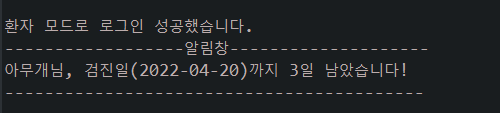 환자 모드로 로그인 성공했습니다.
------------------알림창--------------------
아무개님, 검진일(2022-04-20)까지 3일 남았습니다!
------------------------------------------